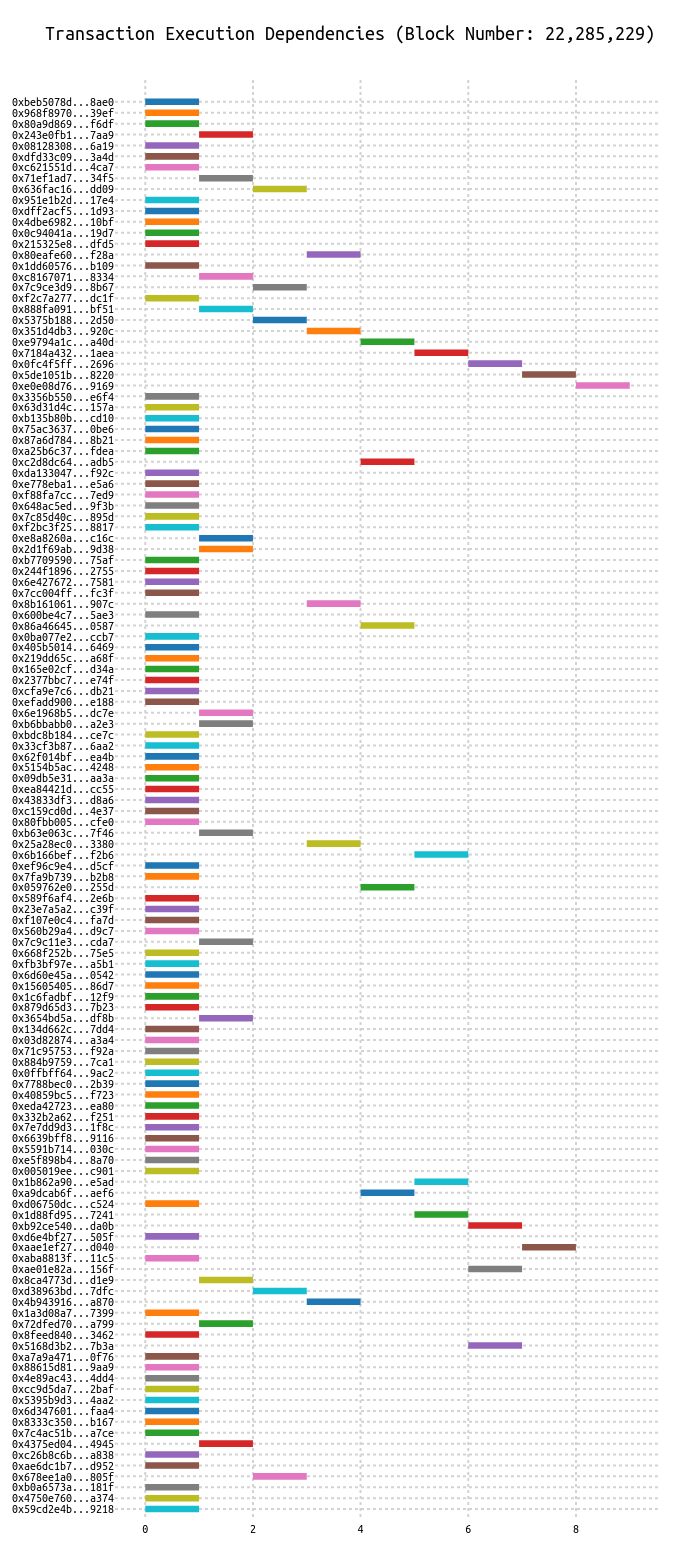 Transaction Execution Dependencies (Block Number: 22,285,229)
0xbeb5078d...8ae0
0x968f8970...39ef
0x80a9d869...f6df
0x243e0fb1...7aa9
0x08128308...6a19
0xdfd33c09...3a4d
0xc621551d...4ca7
0x71ef1ad7...34f5
0x636fac16...dd09
0x951e1b2d...17e4
0xdff2acf5...1d93
0x4dbe6982...10bf
0x0c94041a...19d7
0x215325e8...dfd5
0x80eafe60...f28a
0x1dd60576...b109
0xc8167071...8334
0x7c9ce3d9...8b67
0xf2c7a277...dc1f
0x888fa091...bf51
0x5375b188...2d50
0x351d4db3...920c
0xe9794a1c...a40d
0x7184a432...1aea
0x0fc4f5ff...2696
0x5de1051b...8220
0xe0e08d76...9169
0x3356b550...e6f4
0x63d31d4c...157a
0xb135b80b...cd10
0x75ac3637...0be6
0x87a6d784...8b21
0xa25b6c37...fdea
0xc2d8dc64...adb5
0xda133047...f92c
0xe778eba1...e5a6
0xf88fa7cc...7ed9
0x648ac5ed...9f3b
0x7c85d40c...895d
0xf2bc3f25...8817
0xe8a8260a...c16c
0x2d1f69ab...9d38
0xb7709590...75af
0x244f1896...2755
0x6e427672...7581
0x7cc004ff...fc3f
0x8b161061...907c
0x600be4c7...5ae3
0x86a46645...0587
0x0ba077e2...ccb7
0x405b5014...6469
0x219dd65c...a68f
0x165e02cf...d34a
0x2377bbc7...e74f
0xcfa9e7c6...db21
0xefadd900...e188
0x6e1968b5...dc7e
0xb6bbabb0...a2e3
0xbdc8b184...ce7c
0x33cf3b87...6aa2
0x62f014bf...ea4b
0x5154b5ac...4248
0x09db5e31...aa3a
0xea84421d...cc55
0x43833df3...d8a6
0xc159cd0d...4e37
0x80fbb005...cfe0
0xb63e063c...7f46
0x25a28ec0...3380
0x6b166bef...f2b6
0xef96c9e4...d5cf
0x7fa9b739...b2b8
0x059762e0...255d
0x589f6af4...2e6b
0x23e7a5a2...c39f
0xf107e0c4...fa7d
0x560b29a4...d9c7
0x7c9c11e3...cda7
0x668f252b...75e5
0xfb3bf97e...a5b1
0x6d60e45a...0542
0x15605405...86d7
0x1c6fadbf...12f9
0x879d65d3...7b23
0x3654bd5a...df8b
0x134d662c...7dd4
0x03d82874...a3a4
0x71c95753...f92a
0x884b9759...7ca1
0x0ffbff64...9ac2
0x7788bec0...2b39
0x40859bc5...f723
0xeda42723...ea80
0x332b2a62...f251
0x7e7dd9d3...1f8c
0x6639bff8...9116
0x5591b714...030c
0xe5f898b4...8a70
0x005019ee...c901
0x1b862a90...e5ad
0xa9dcab6f...aef6
0xd06750dc...c524
0x1d88fd95...7241
0xb92ce540...da0b
0xd6e4bf27...505f
0xaae1ef27...d040
0xaba8813f...11c5
0xae01e82a...156f
0x8ca4773d...d1e9
0xd38963bd...7dfc
0x4b943916...a870
0x1a3d08a7...7399
0x72dfed70...a799
0x8feed840...3462
0x5168d3b2...7b3a
0xa7a9a471...0f76
0x88615d81...9aa9
0x4e89ac43...4dd4
0xcc9d5da7...2baf
0x5395b9d3...4aa2
0x6d347601...faa4
0x8333c350...b167
0x7c4ac51b...a7ce
0x4375ed04...4945
0xc26b8c6b...a838
0xae6dc1b7...d952
0x678ee1a0...805f
0xb0a6573a...181f
0x4750e760...a374
0x59cd2e4b...9218
0 2 4 6 8